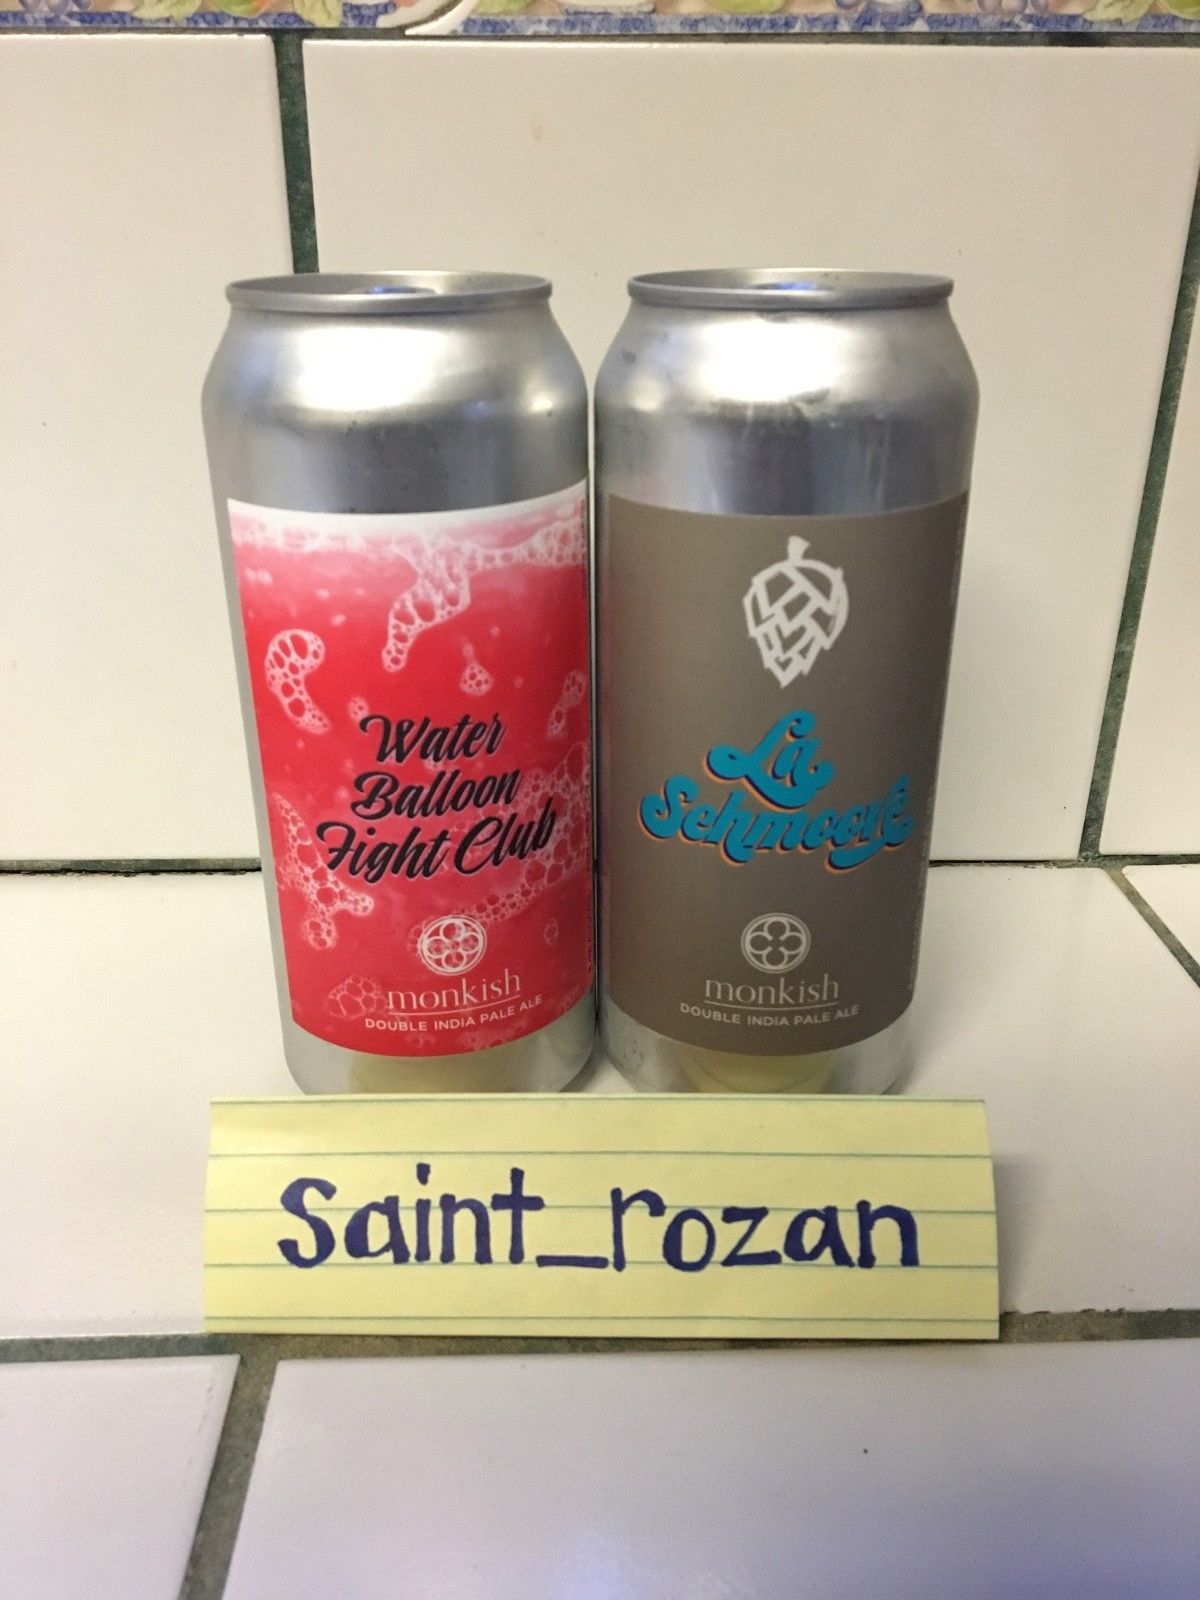 Water
Balloon
Fight Club
monkish
DOUBLE INDIA PALE ALE
La
Schmoove
monkish
DOUBLE INDIA PALE ALE
Saint_rozan